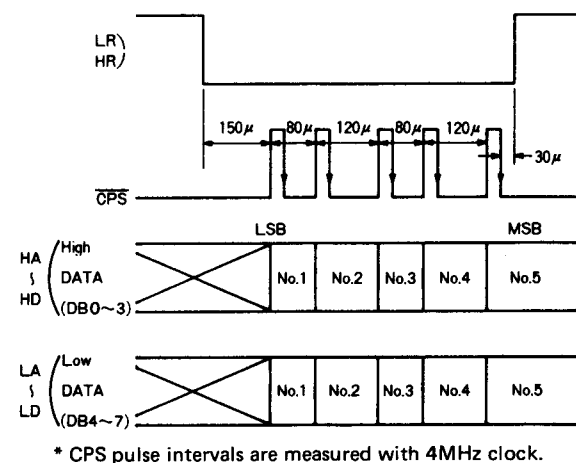 LR
HR
150μ 80μ 120μ 80μ 120μ
30μ
CPS
LSB MSB
HA
∫
HD
High
DATA
(DB0~3)
No.1 No.2 No.3 No.4 No.5
LA
∫
LD
Low
DATA
(DB4~7)
No.1 No.2 No.3 No.4 No.5
* CPS pulse intervals are measured with 4MHz clock.